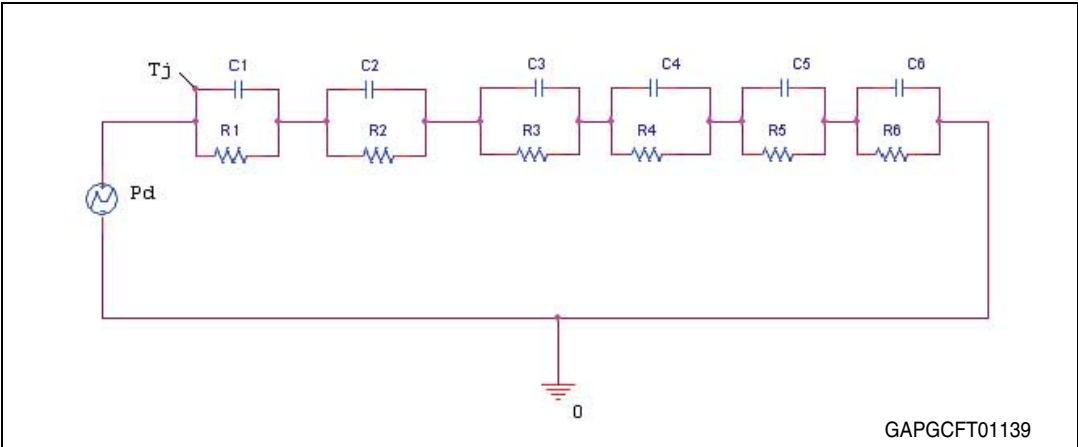 Tj C1 C2 C3 C4 C5 C6
R1 R2 R3 R4 R5 R6
Pd
0
GAPGCFT01139